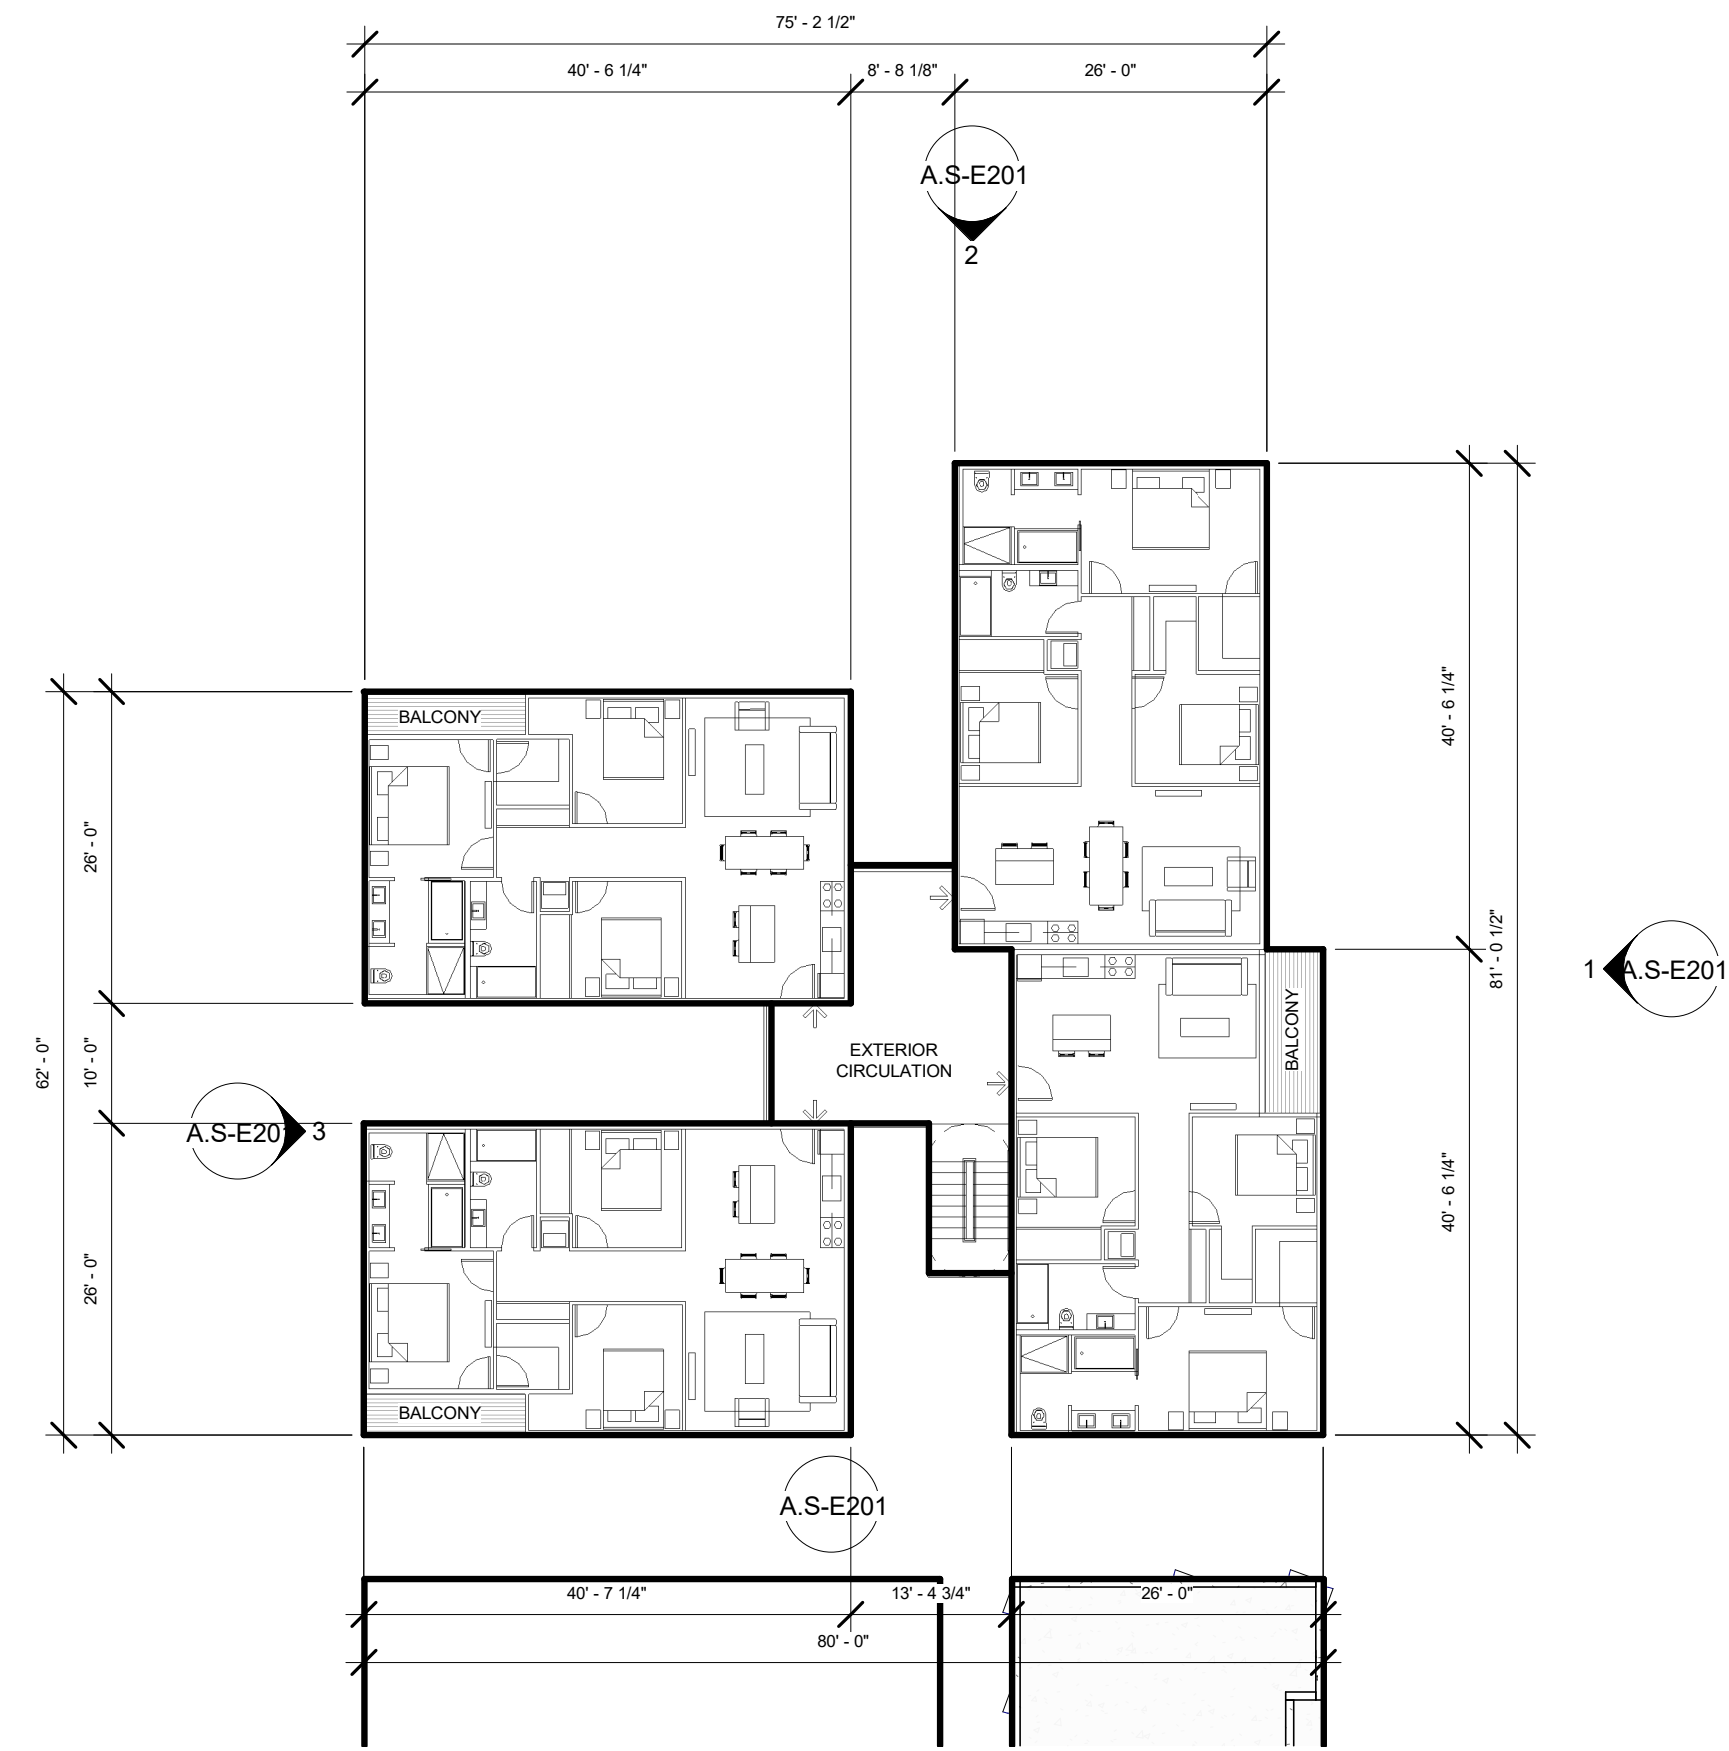 75' - 2 1/2"
40' - 6 1/4"
8' - 8 1/8"
26' - 0"
A.S-E201
2
BALCONY
26' - 0"
40' - 6 1/4"
81' - 0 1/2"
1
A.S-E201
BALCONY
62' - 0"
10' - 0"
EXTERIOR
CIRCULATION
A.S-E201
3
40' - 6 1/4"
26' - 0"
BALCONY
A.S-E201
40' - 7 1/4"
13' - 4 3/4"
26' - 0"
80' - 0"